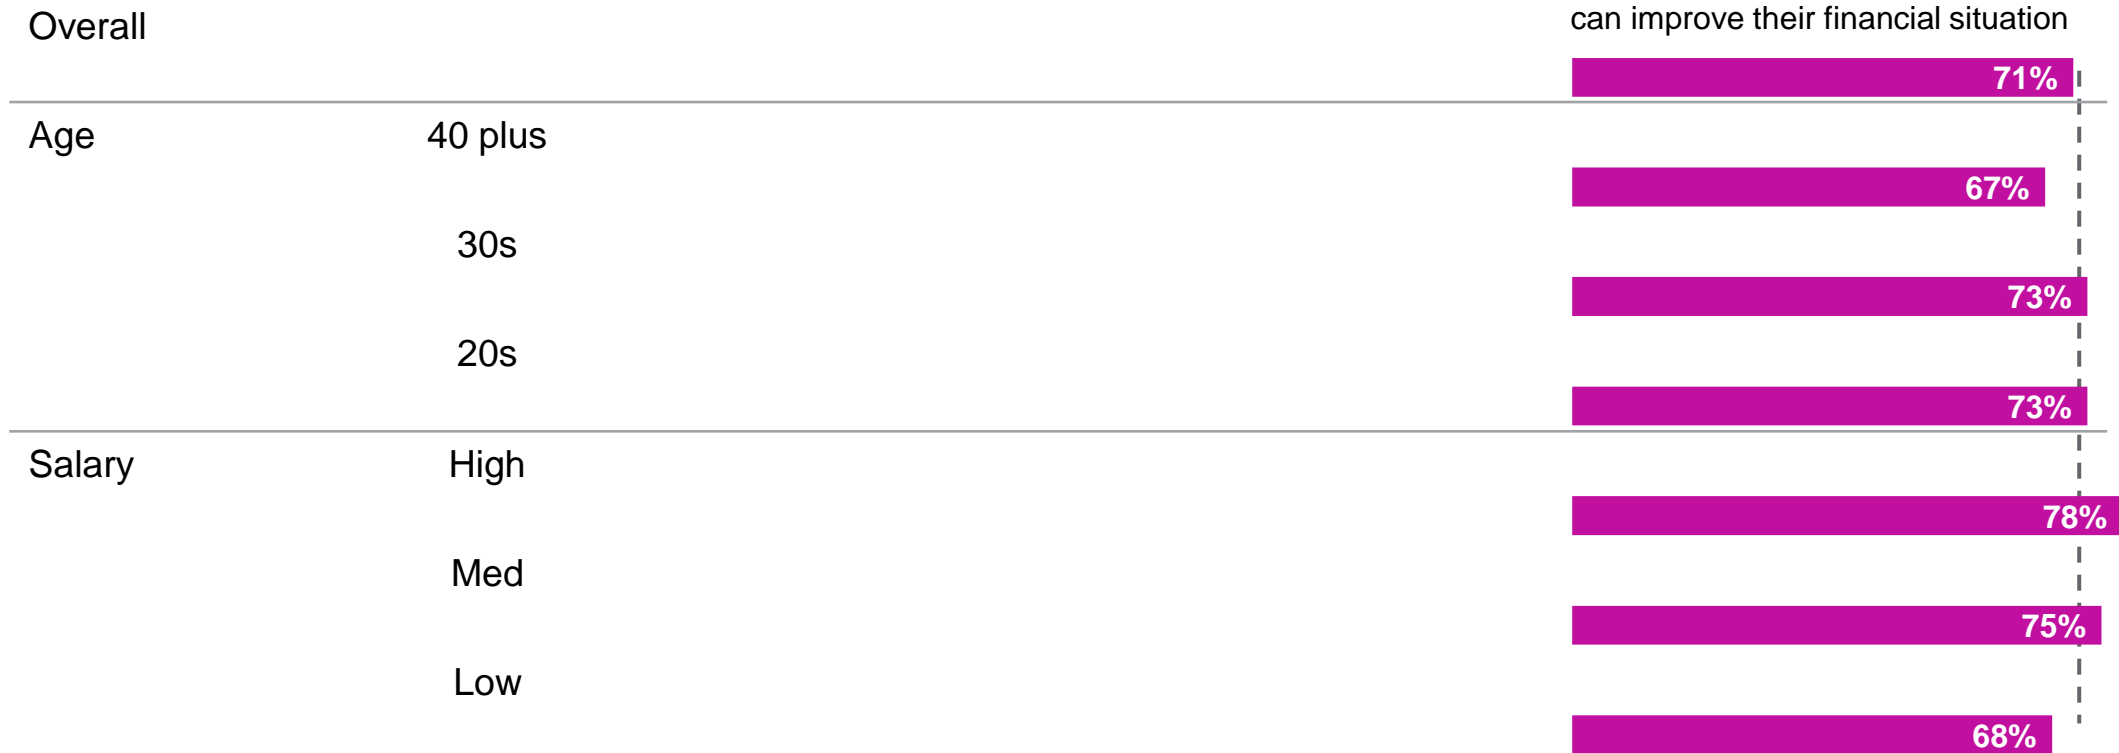 Overall
can improve their financial situation
71%
Age
40 plus
67%
30s
73%
20s
73%
Salary
High
78%
Med
75%
Low
68%